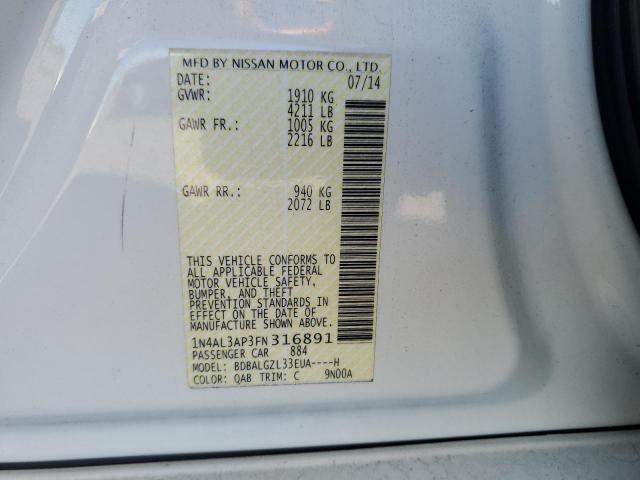 MFD BY NISSAN MOTOR CO., LTD.
DATE: 07/14
GVWR: 1910 KG
4211 LB
GAWR FR.: 1005 KG
2216 LB
GAWR RR.: 940 KG
2072 LB
THIS VEHICLE CONFORMS TO
ALL APPLICABLE FEDERAL
MOTOR VEHICLE SAFETY,
BUMPER, AND THEFT
PREVENTION STANDARDS IN
EFFECT ON THE DATE OF
MANUFACTURE SHOWN ABOVE.
1N4AL3AP3FN316891
PASSENGER CAR 884
MODEL: BDBALGZL33EUA----H
COLOR: QAB TRIM: C 9N00A